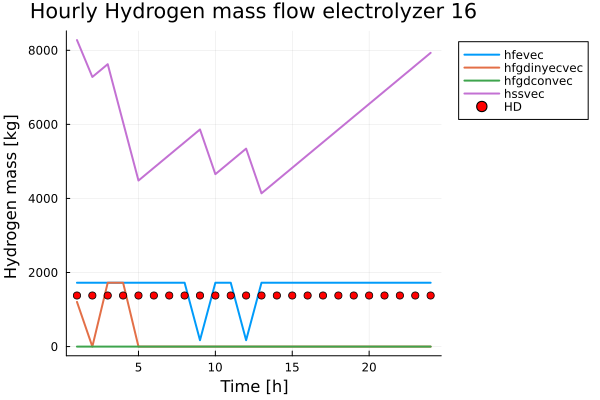 Hourly Hydrogen mass flow electrolyzer 16
Hydrogen mass [kg]
8000
6000
4000
2000
0
5
10
15
20
Time [h]
hfevec
hfgdinyecvec
hfgdconvec
hssvec
HD